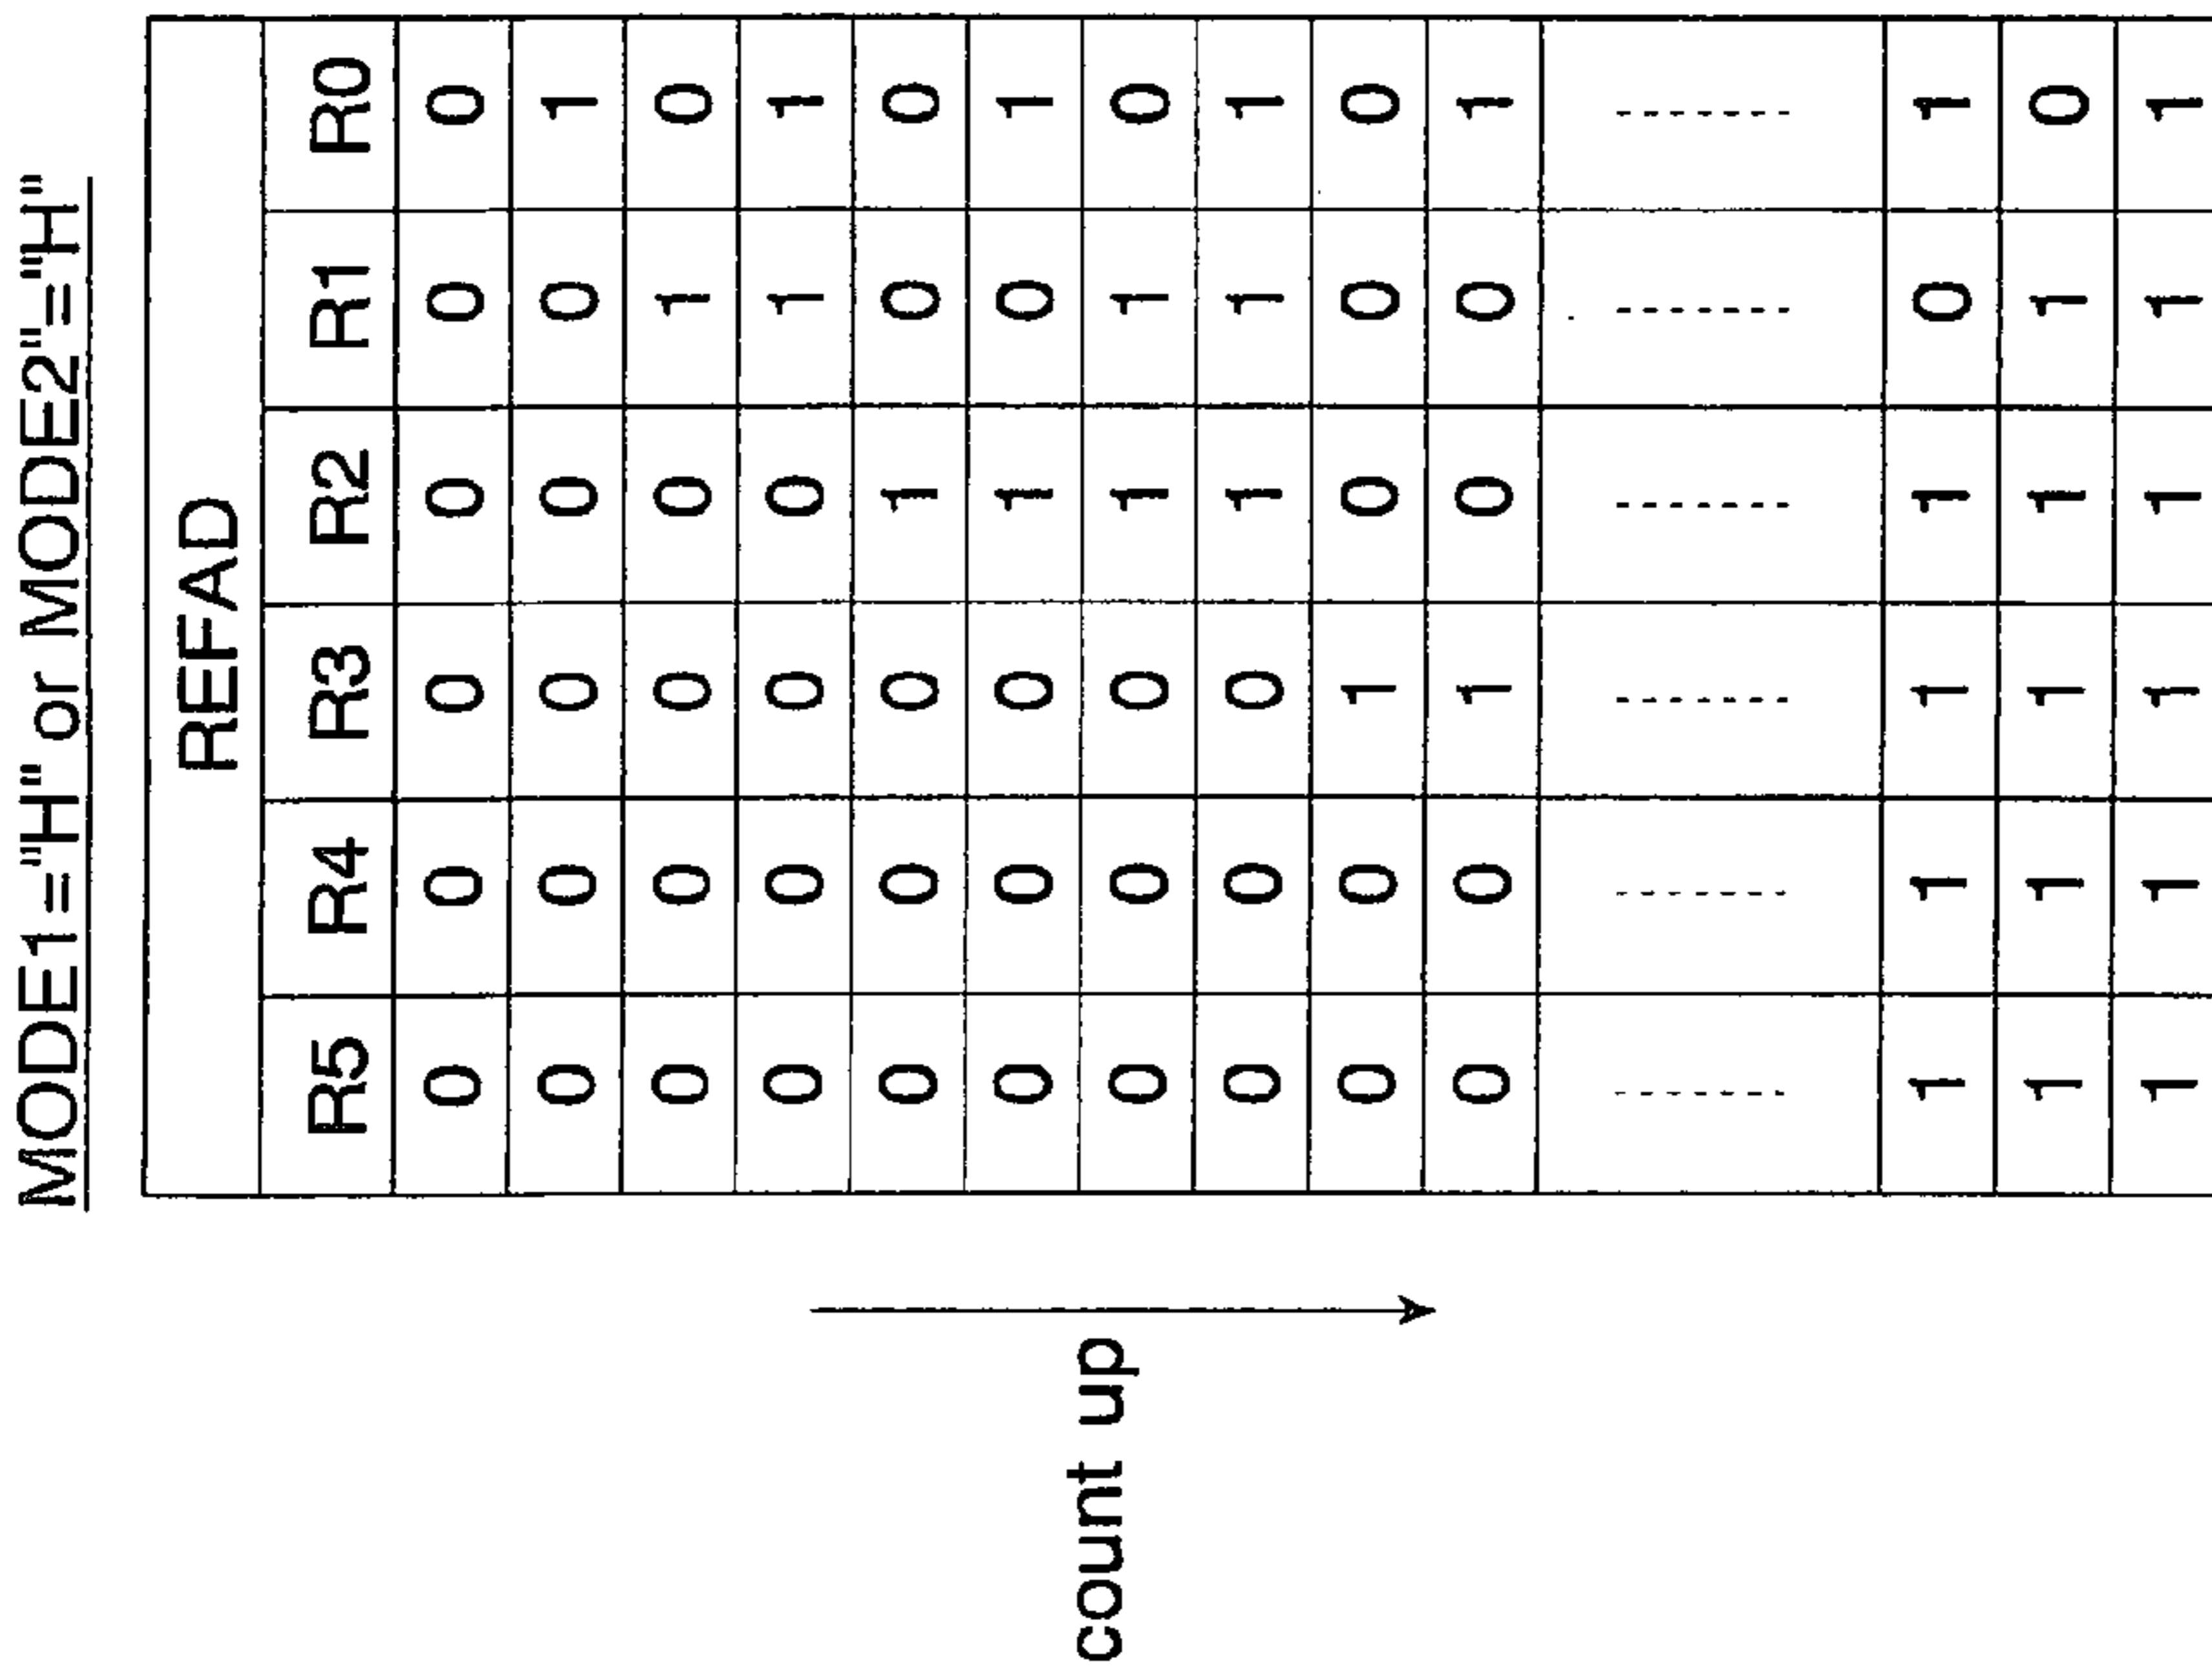 MODE1="H" or MODE2"="H"
REFAD
R5 R4 R3 R2 R1 R0
0 0 0 0 0 0
0 0 0 0 0 1
0 0 0 0 1 0
0 0 0 0 1 1
0 0 0 1 0 0
0 0 0 1 0 1
0 0 0 1 1 0
0 0 0 1 1 1
0 0 1 0 0 0
0 0 1 0 0 1
1 1 1 1 0 1
1 1 1 1 1 0
1 1 1 1 1 1
count up